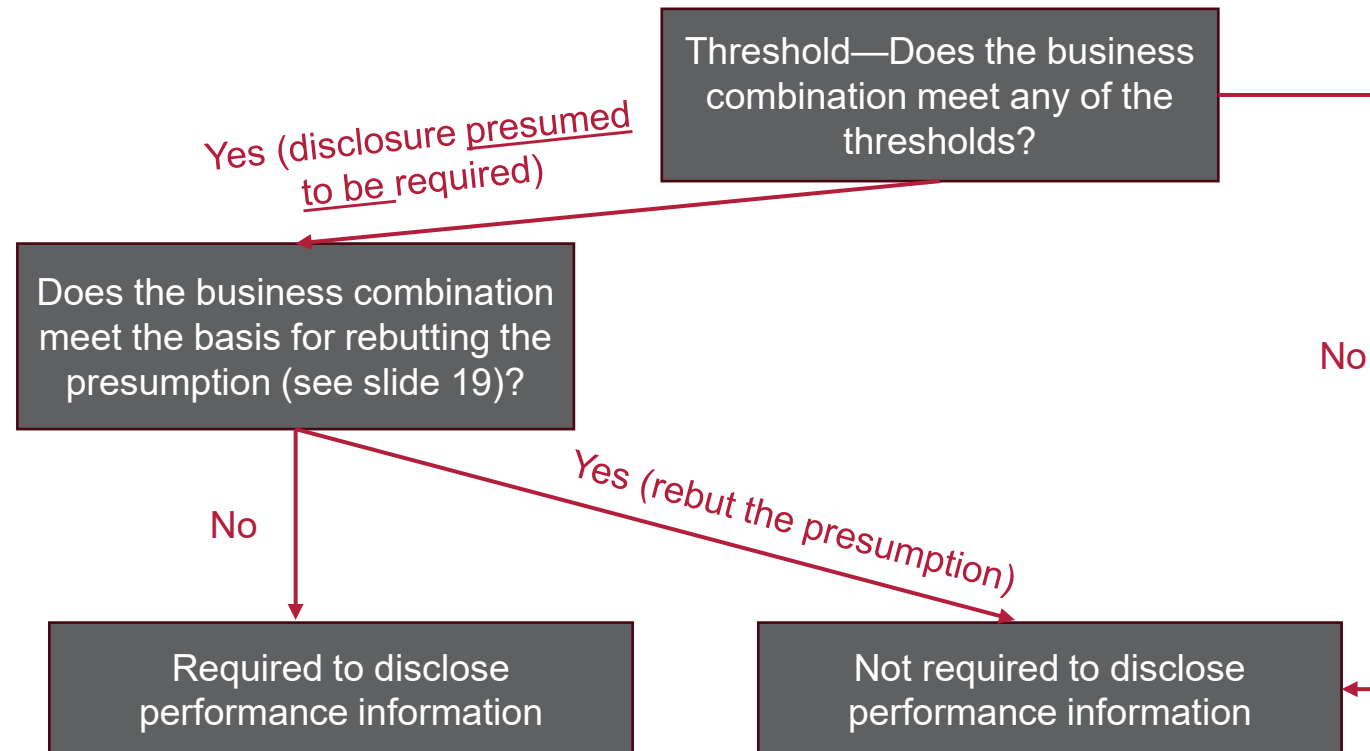 Threshold—Does the business
combination meet any of the
thresholds?
Yes (disclosure presumed
to be required)
Does the business combination
meet the basis for rebutting the
presumption (see slide 19)?
No
No
Yes (rebut the presumption)
Required to disclose
performance information
Not required to disclose
performance information